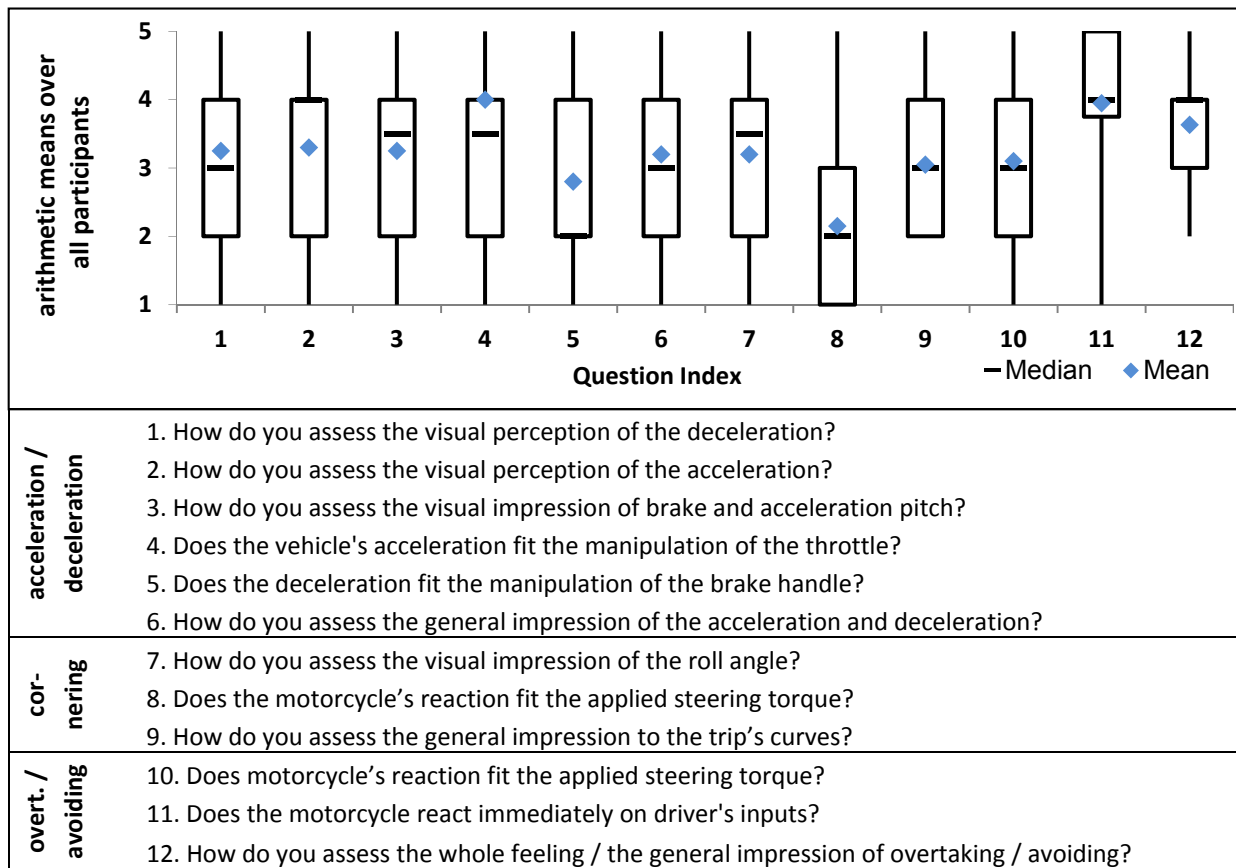 arithmetic means over
all participants
5
4
3
2
1
1 2 3 4 5 6 7 8 9 10 11 12
Question Index
Median Mean
acceleration /
deceleration
1. How do you assess the visual perception of the deceleration?
2. How do you assess the visual perception of the acceleration?
3. How do you assess the visual impression of brake and acceleration pitch?
4. Does the vehicle's acceleration fit the manipulation of the throttle?
5. Does the deceleration fit the manipulation of the brake handle?
6. How do you assess the general impression of the acceleration and deceleration?
cor-
nering
7. How do you assess the visual impression of the roll angle?
8. Does the motorcycle’s reaction fit the applied steering torque?
9. How do you assess the general impression to the trip’s curves?
overt. /
avoiding
10. Does motorcycle’s reaction fit the applied steering torque?
11. Does the motorcycle react immediately on driver's inputs?
12. How do you assess the whole feeling / the general impression of overtaking / avoiding?